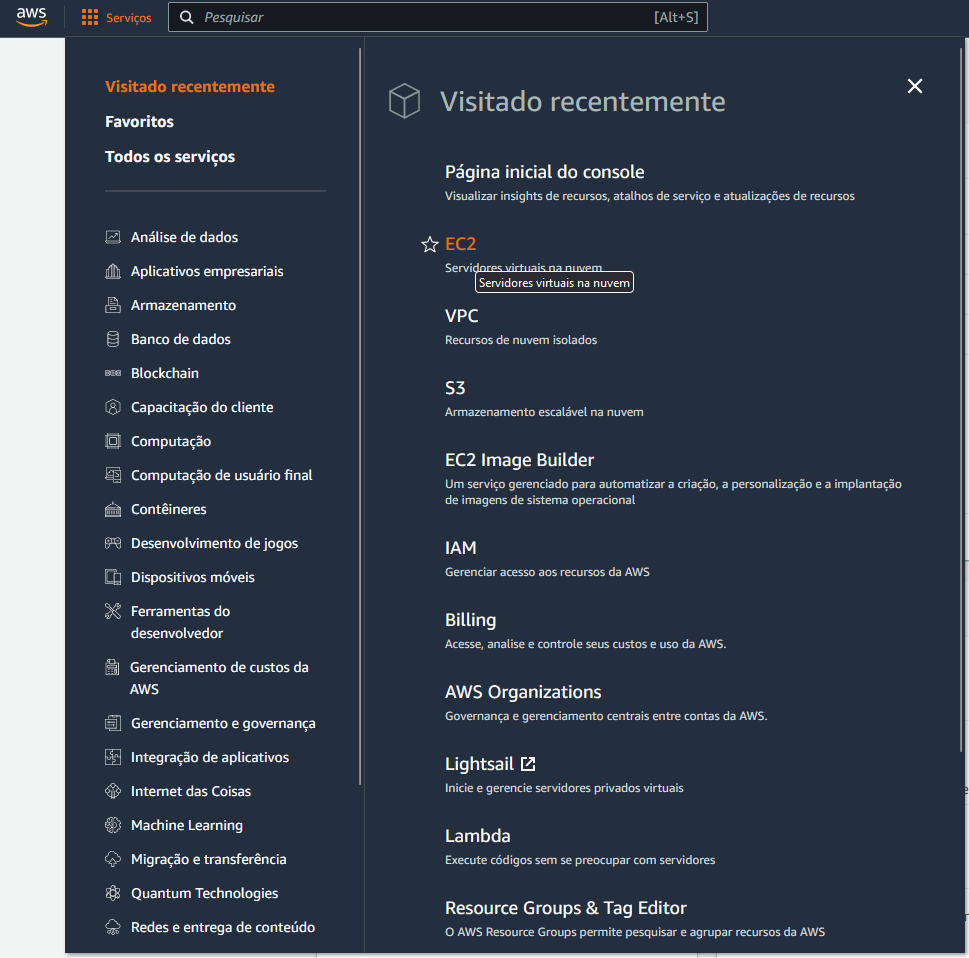 aws
Serviços
Pesquisar
[Alt+S]
Visitado recentemente
Favoritos
Todos os serviços
Análise de dados
Aplicativos empresariais
Armazenamento
Banco de dados
Blockchain
Capacitação do cliente
Computação
Computação de usuário final
Contêineres
Desenvolvimento de jogos
Dispositivos móveis
Ferramentas do
desenvolvedor
Gerenciamento de custos da
AWS
Gerenciamento e governança
Integração de aplicativos
Internet das Coisas
Machine Learning
Migração e transferência
Quantum Technologies
Redes e entrega de conteúdo
Visitado recentemente
Página inicial do console
Visualizar insights de recursos, atalhos de serviço e atualizações de recursos
EC2
Servidores virtuais na nuvem
Servidores virtuais na nuvem
VPC
Recursos de nuvem isolados
S3
Armazenamento escalável na nuvem
EC2 Image Builder
Um serviço gerenciado para automatizar a criação, a personalização e a implantação
de imagens de sistema operacional
IAM
Gerenciar acesso aos recursos da AWS
Billing
Acesse, analise e controle seus custos e uso da AWS.
AWS Organizations
Governança e gerenciamento centrais entre contas da AWS.
Lightsail
Inicie e gerencie servidores privados virtuais
Lambda
Execute códigos sem se preocupar com servidores
Resource Groups & Tag Editor
O AWS Resource Groups permite pesquisar e agrupar recursos da AWS